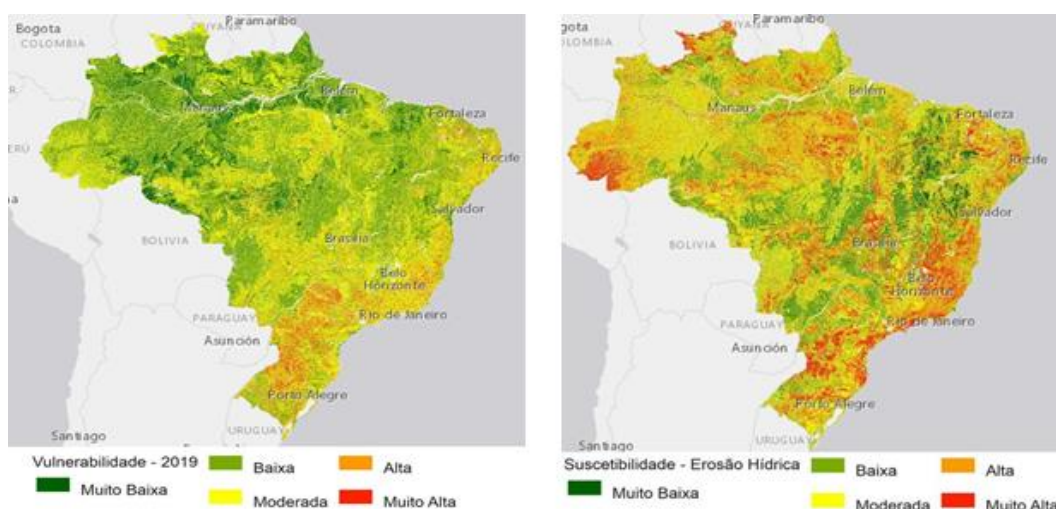 Paramaribo
Bogota
GUYANA
COLOMBIA
Manaus
Belém
Fortaleza
PERÚ
Recife
Salvador
Brasília
BOLIVIA
Belo
Horizonte
Rio de Janeiro
PARAGUAY
Asunción
Porto Alegre
URUGUAY
Santiago
Vulnerabilidade - 2019
Baixa
Alta
Muito Baixa
Moderada
Muito Alta
Paramaribo
gota
GUYANA
OLOMBIA
Manaus
Belém
Fortaleza
Recife
Salvador
Brasília
BOLIVIA
Belo
Horizonte
Rio de Janeiro
PARAGUAY
Asunción
Porto Alegre
URUGUAY
Santiago
Suscetibilidade - Erosão Hídrica
Baixa
Alta
Muito Baixa
Moderada
Muito Alta